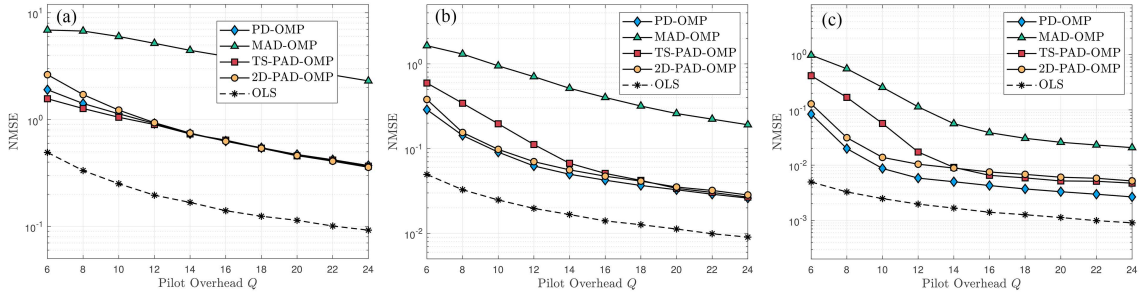 (a)
PD-OMP
MAD-OMP
TS-PAD-OMP
2D-PAD-OMP
OLS
NMSE
10^1
10^0
10^-1
6 8 10 12 14 16 18 20 22 24
Pilot Overhead Q
(b)
PD-OMP
MAD-OMP
TS-PAD-OMP
2D-PAD-OMP
OLS
NMSE
10^0
10^-1
10^-2
6 8 10 12 14 16 18 20 22 24
Pilot Overhead Q
(c)
PD-OMP
MAD-OMP
TS-PAD-OMP
2D-PAD-OMP
OLS
NMSE
10^0
10^-1
10^-2
10^-3
6 8 10 12 14 16 18 20 22 24
Pilot Overhead Q